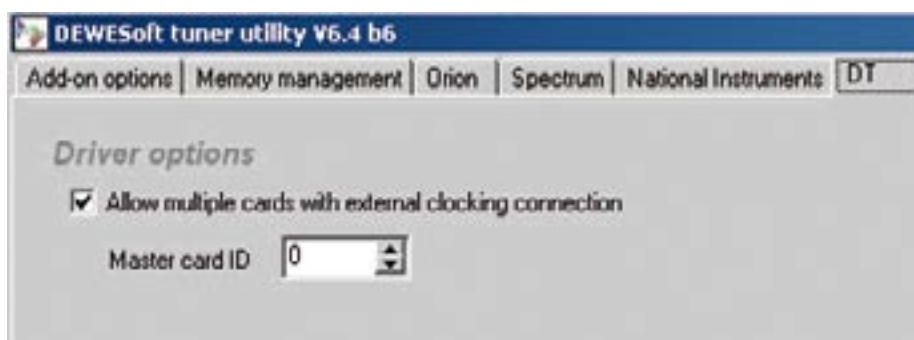 DEWESoft tuner utility V6.4 b6
Add-on options Memory management Orion Spectrum National Instruments DT
Driver options
Allow multiple cards with external clocking connection
Master card ID 0